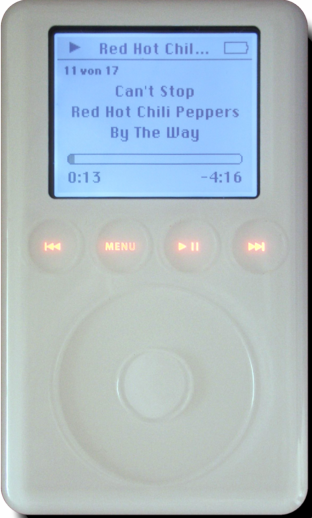 Red Hot Chil...
11 von 17
Can't Stop
Red Hot Chili Peppers
By The Way
0:13 -4:16
MENU